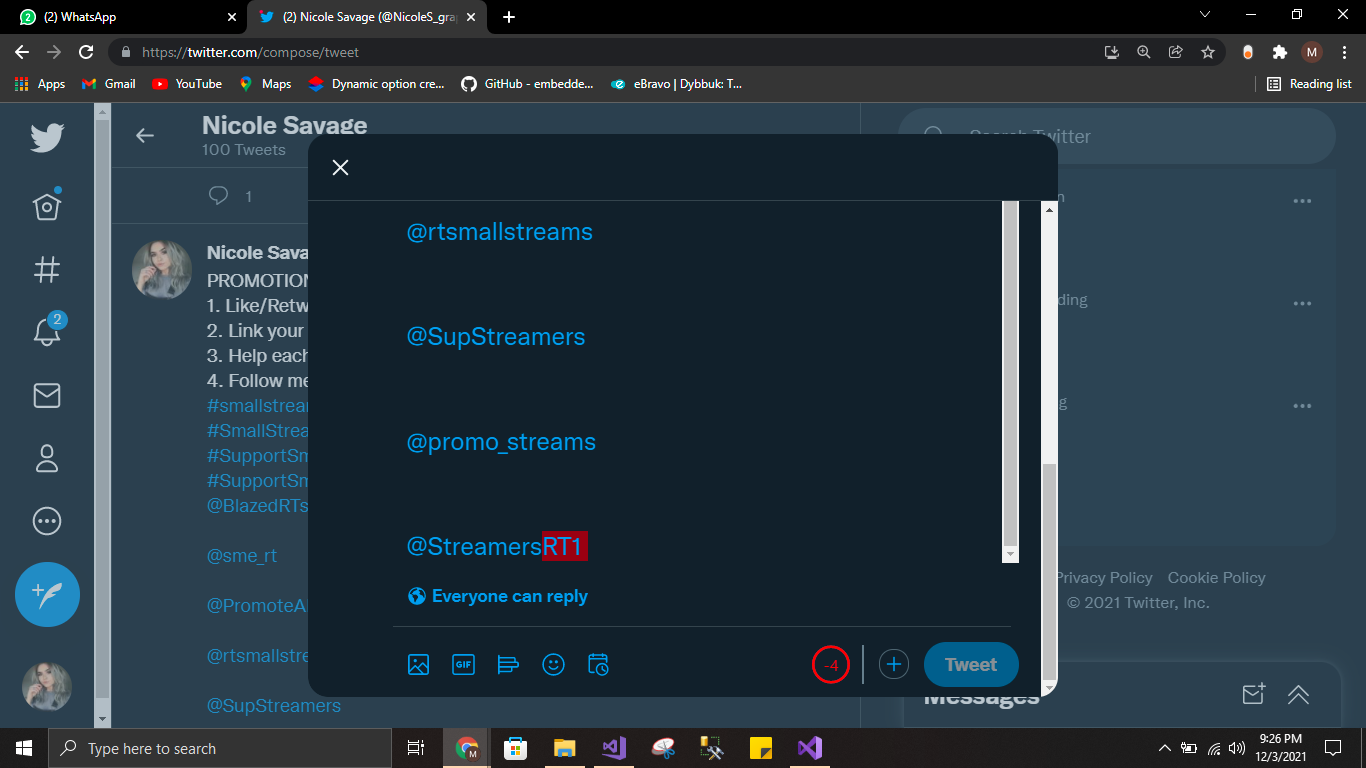 2
(2) WhatsApp
(2) Nicole Savage (@NicoleS_gra
https://twitter.com/compose/tweet
M
Apps
Gmail
YouTube
Maps
Dynamic option cre...
GitHub - embedde...
eBravo | Dybbuk: T...
Reading list
Nicole Savage
100 Tweets
Search Twitter
1
Nicole Sava
PROMOTION
1. Like/Retw
2. Link your
3. Help each
4. Follow me
#smallstrear
#SmallStrea
#SupportSm
#SupportSm
@BlazedRTs
@sme_rt
@PromoteA
@rtsmallstre
@SupStreamers
2
@rtsmallstreams
@SupStreamers
@promo_streams
@StreamersRT1
Everyone can reply
GIF
-4
Tweet
n
ding
g
Privacy Policy
Cookie Policy
© 2021 Twitter, Inc.
Messages
Type here to search
M
9:26 PM
12/3/2021